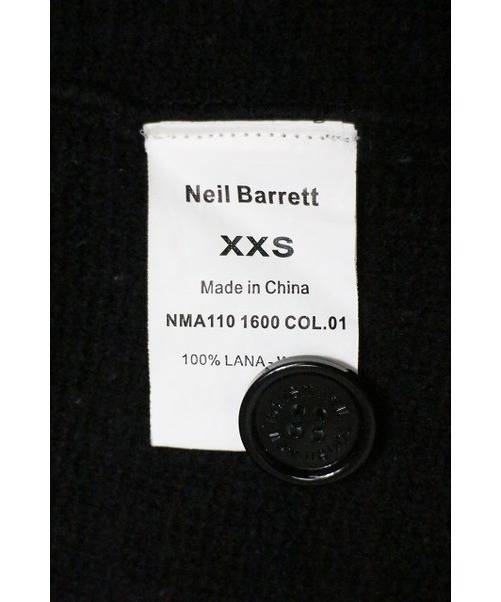 Neil Barrett
XXS
Made in China
NMA110 1600 COL.01
100% LANA -